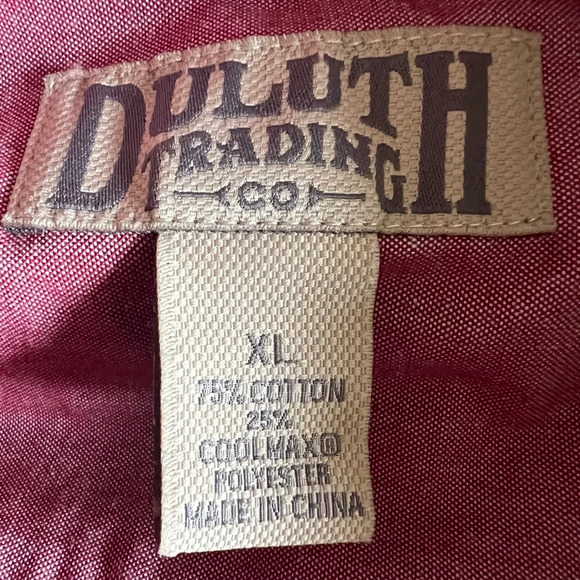 DULUTH
TRADING
CO
XL
75% COTTON
25%
COOLMAX®
POLYESTER
MADE IN CHINA